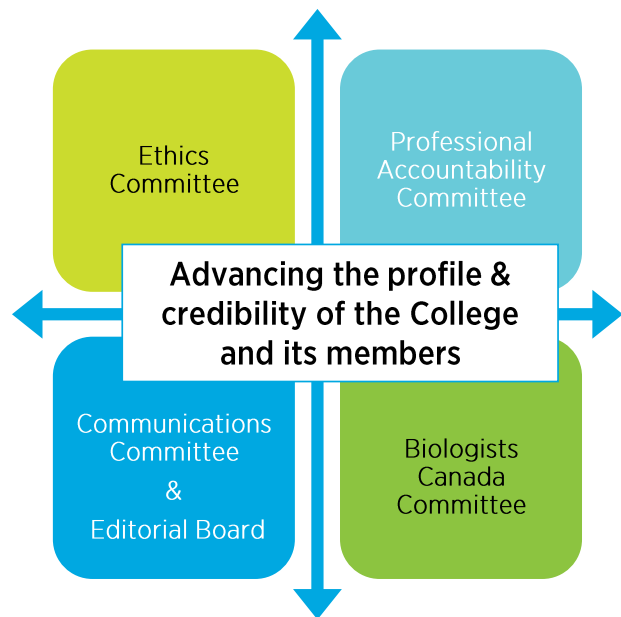 Ethics
Committee
Professional
Accountability
Committee
Advancing the profile &
credibility of the College
and its members
Communications
Committee
&
Editorial Board
Biologists
Canada
Committee